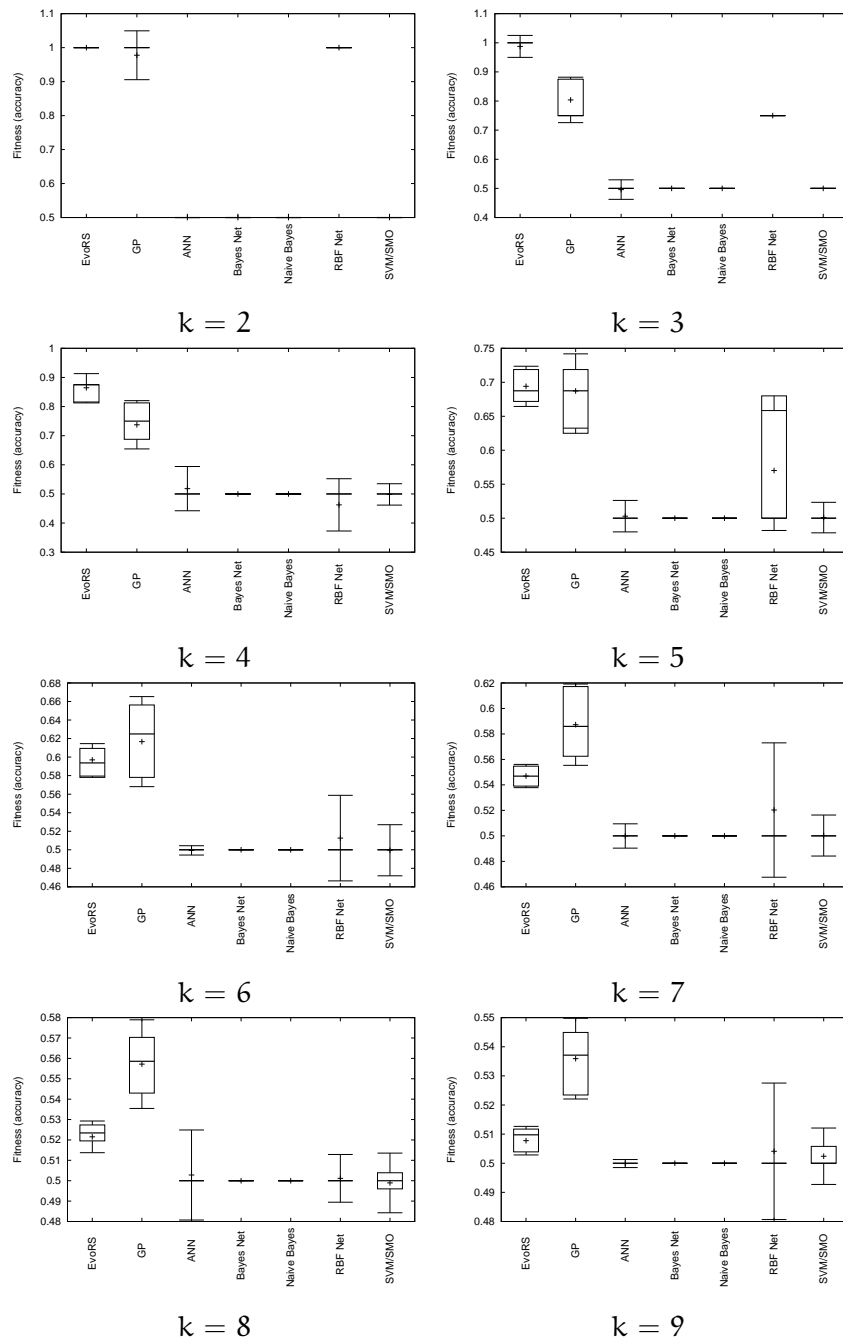 Fitness (accuracy)
1.1
1
0.9
0.8
0.7
0.6
0.5
EvoRS
GP
ANN
Bayes Net
Naive Bayes
RBF Net
SVM/SMO
k = 2
Fitness (accuracy)
1.1
1
0.9
0.8
0.7
0.6
0.5
0.4
EvoRS
GP
ANN
Bayes Net
Naive Bayes
RBF Net
SVM/SMO
k = 3
Fitness (accuracy)
1
0.9
0.8
0.7
0.6
0.5
0.4
0.3
EvoRS
GP
ANN
Bayes Net
Naive Bayes
RBF Net
SVM/SMO
k = 4
Fitness (accuracy)
0.75
0.7
0.65
0.6
0.55
0.5
0.45
EvoRS
GP
ANN
Bayes Net
Naive Bayes
RBF Net
SVM/SMO
k = 5
Fitness (accuracy)
0.68
0.66
0.64
0.62
0.6
0.58
0.56
0.54
0.52
0.5
0.48
0.46
EvoRS
GP
ANN
Bayes Net
Naive Bayes
RBF Net
SVM/SMO
k = 6
Fitness (accuracy)
0.62
0.6
0.58
0.56
0.54
0.52
0.5
0.48
0.46
EvoRS
GP
ANN
Bayes Net
Naive Bayes
RBF Net
SVM/SMO
k = 7
Fitness (accuracy)
0.58
0.57
0.56
0.55
0.54
0.53
0.52
0.51
0.5
0.49
0.48
EvoRS
GP
ANN
Bayes Net
Naive Bayes
RBF Net
SVM/SMO
k = 8
Fitness (accuracy)
0.55
0.54
0.53
0.52
0.51
0.5
0.49
0.48
EvoRS
GP
ANN
Bayes Net
Naive Bayes
RBF Net
SVM/SMO
k = 9